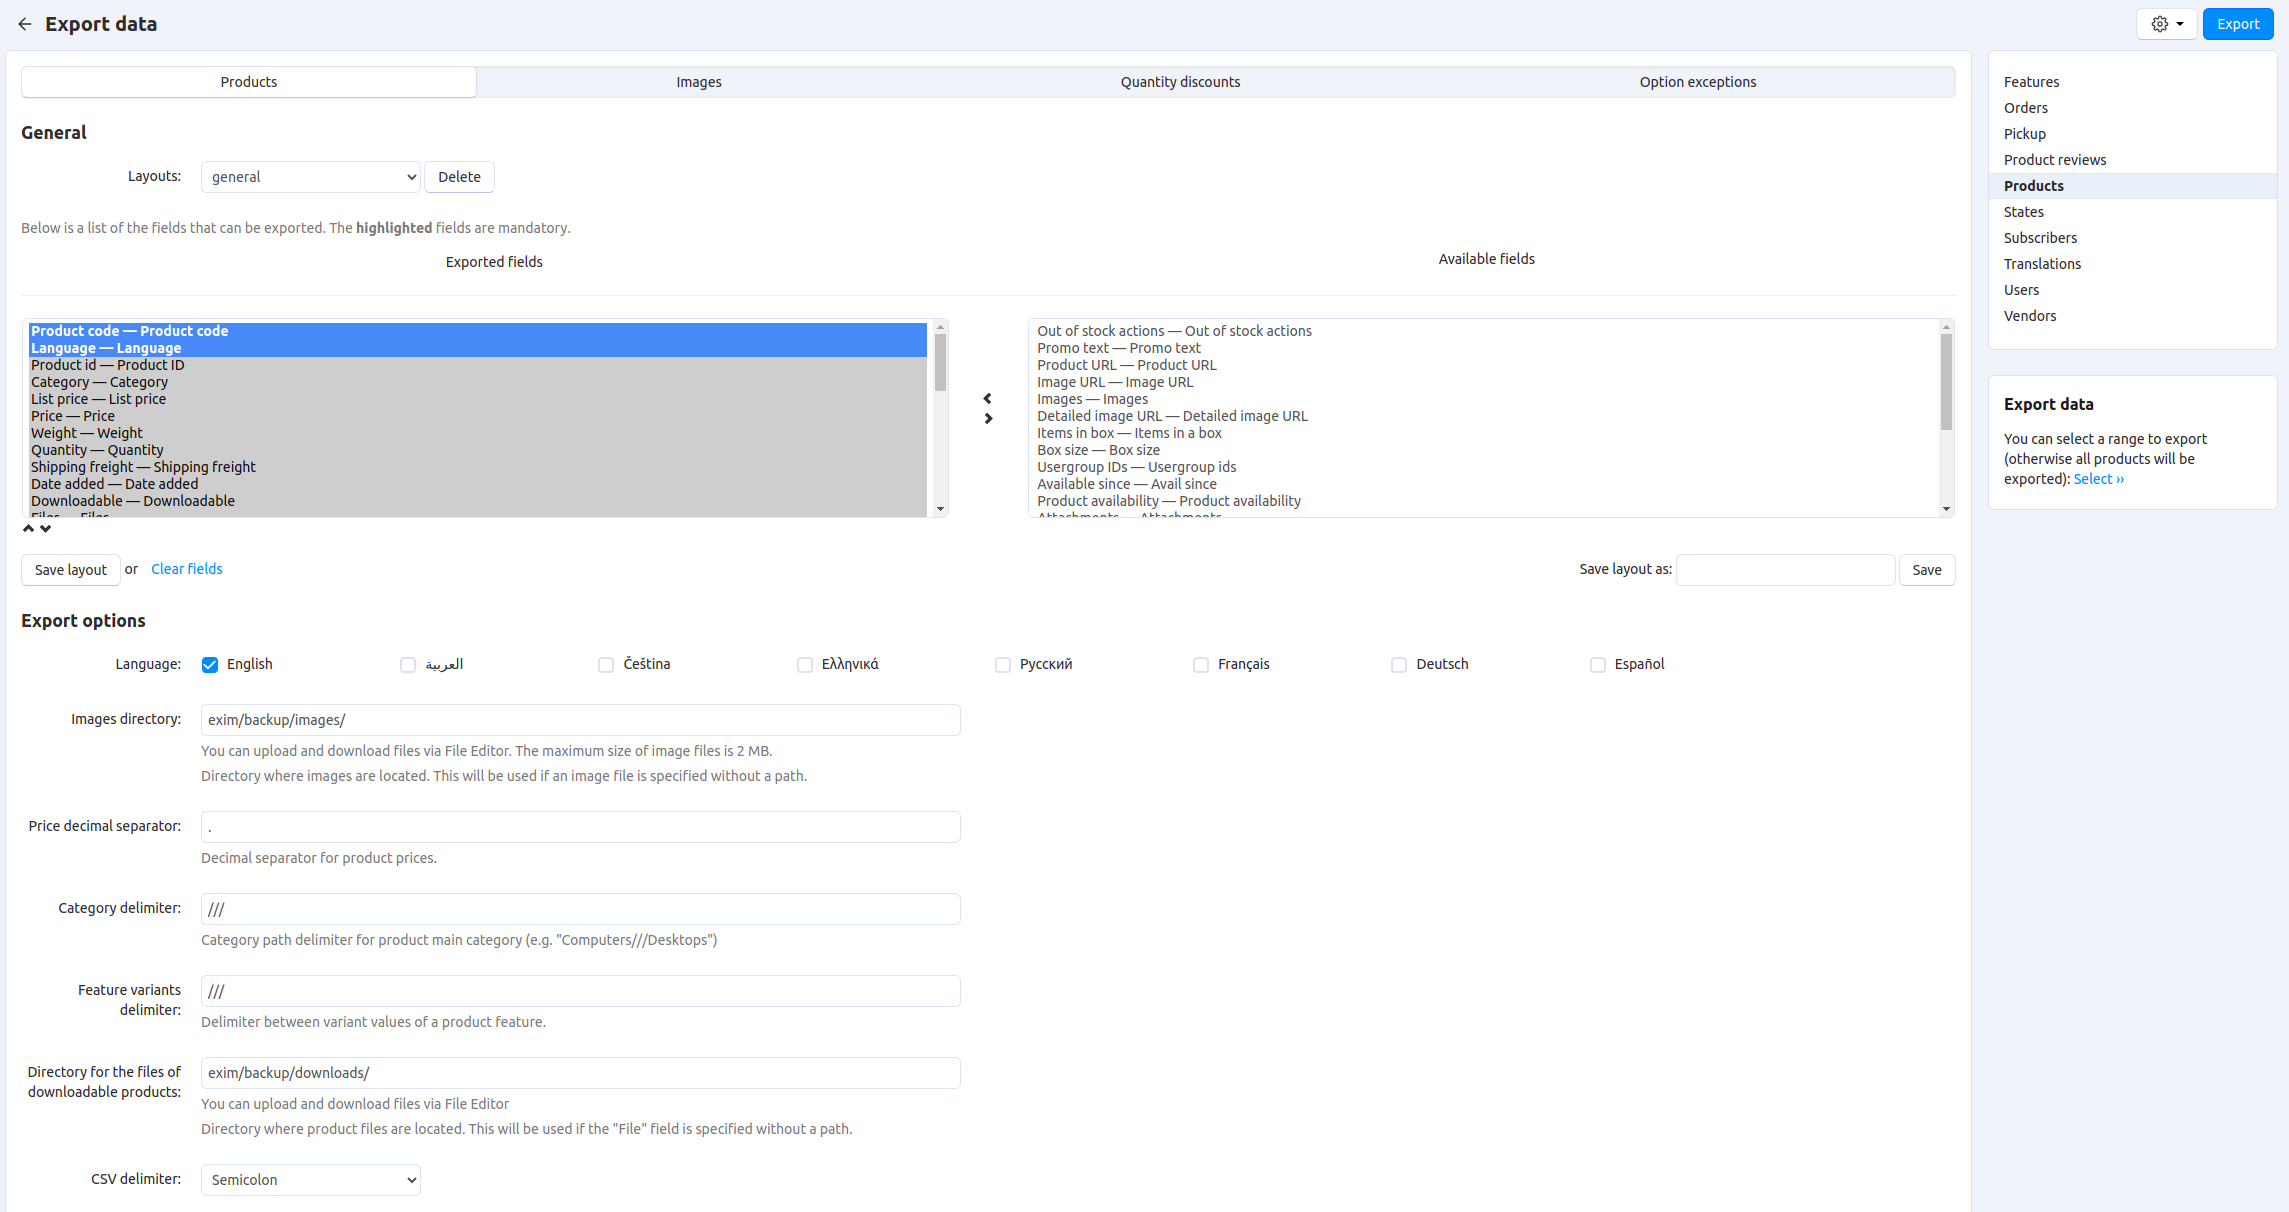 Export data
Export
Products
Images
Quantity discounts
Option exceptions
General
Layouts:
general
Delete
Below is a list of the fields that can be exported. The highlighted fields are mandatory.
Exported fields
Available fields
Product code — Product code
Language — Language
Product id — Product ID
Category — Category
List price — List price
Price — Price
Weight — Weight
Quantity — Quantity
Shipping freight — Shipping freight
Date added — Date added
Downloadable — Downloadable
Files — Files
Out of stock actions — Out of stock actions
Promo text — Promo text
Product URL — Product URL
Image URL — Image URL
Images — Images
Detailed image URL — Detailed image URL
Items in box — Items in a box
Box size — Box size
Usergroup IDs — Usergroup ids
Available since — Avail since
Product availability — Product availability
Attachments — Attachments
Save layout
or
Clear fields
Save layout as:
Save
Export options
Language:
English
العربية
Čeština
Ελληνικά
Русский
Français
Deutsch
Español
Images directory:
exim/backup/images/
You can upload and download files via File Editor. The maximum size of image files is 2 MB.
Directory where images are located. This will be used if an image file is specified without a path.
Price decimal separator:
.
Decimal separator for product prices.
Category delimiter:
///
Category path delimiter for product main category (e.g. "Computers///Desktops")
Feature variants
delimiter:
///
Delimiter between variant values of a product feature.
Directory for the files of
downloadable products:
exim/backup/downloads/
You can upload and download files via File Editor
Directory where product files are located. This will be used if the "File" field is specified without a path.
CSV delimiter:
Semicolon
Features
Orders
Pickup
Product reviews
Products
States
Subscribers
Translations
Users
Vendors
Export data
You can select a range to export
(otherwise all products will be
exported): Select ››